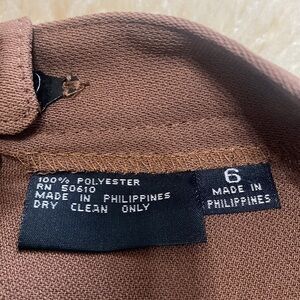 100% POLYESTER
RN 50610
MADE IN PHILIPPINES
DRY CLEAN ONLY
6
MADE IN
PHILIPPINES